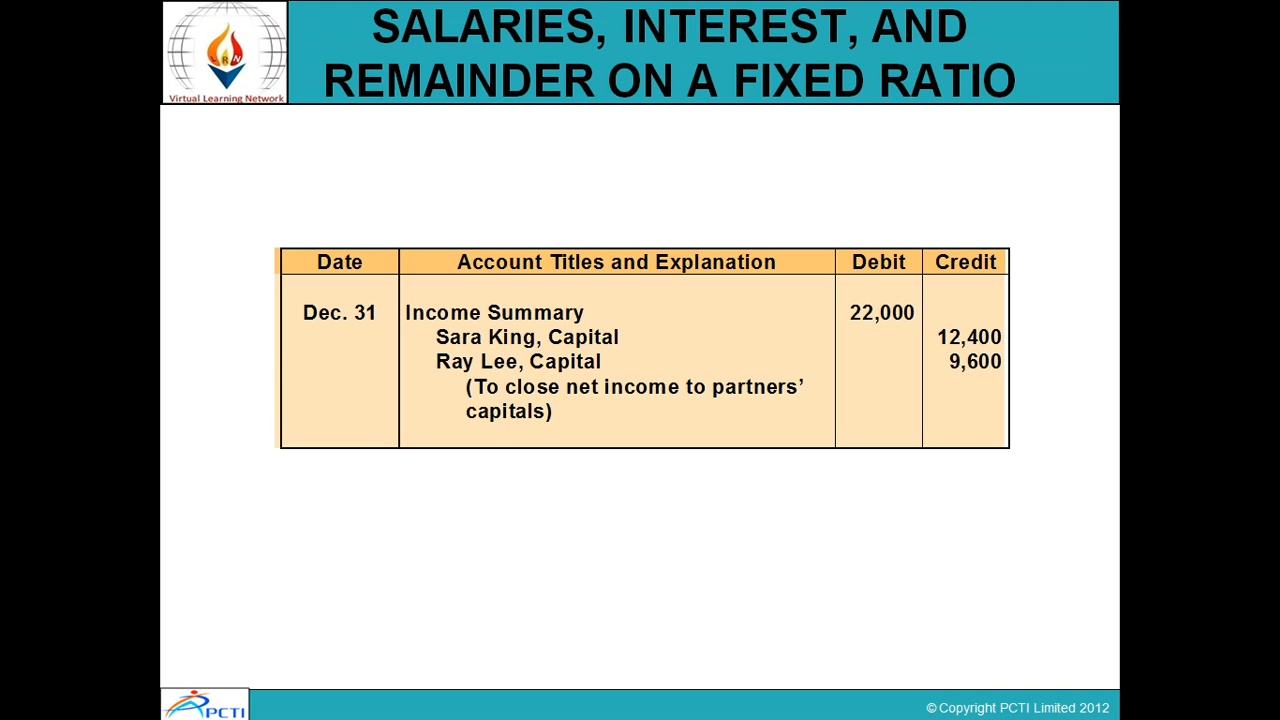 SALARIES, INTEREST, AND
REMAINDER ON A FIXED RATIO
LRN
Virtual Learning Network
Date Account Titles and Explanation Debit Credit
Dec. 31 Income Summary 22,000
Sara King, Capital 12,400
Ray Lee, Capital 9,600
(To close net income to partners’
capitals)
PCTI
© Copyright PCTI Limited 2012